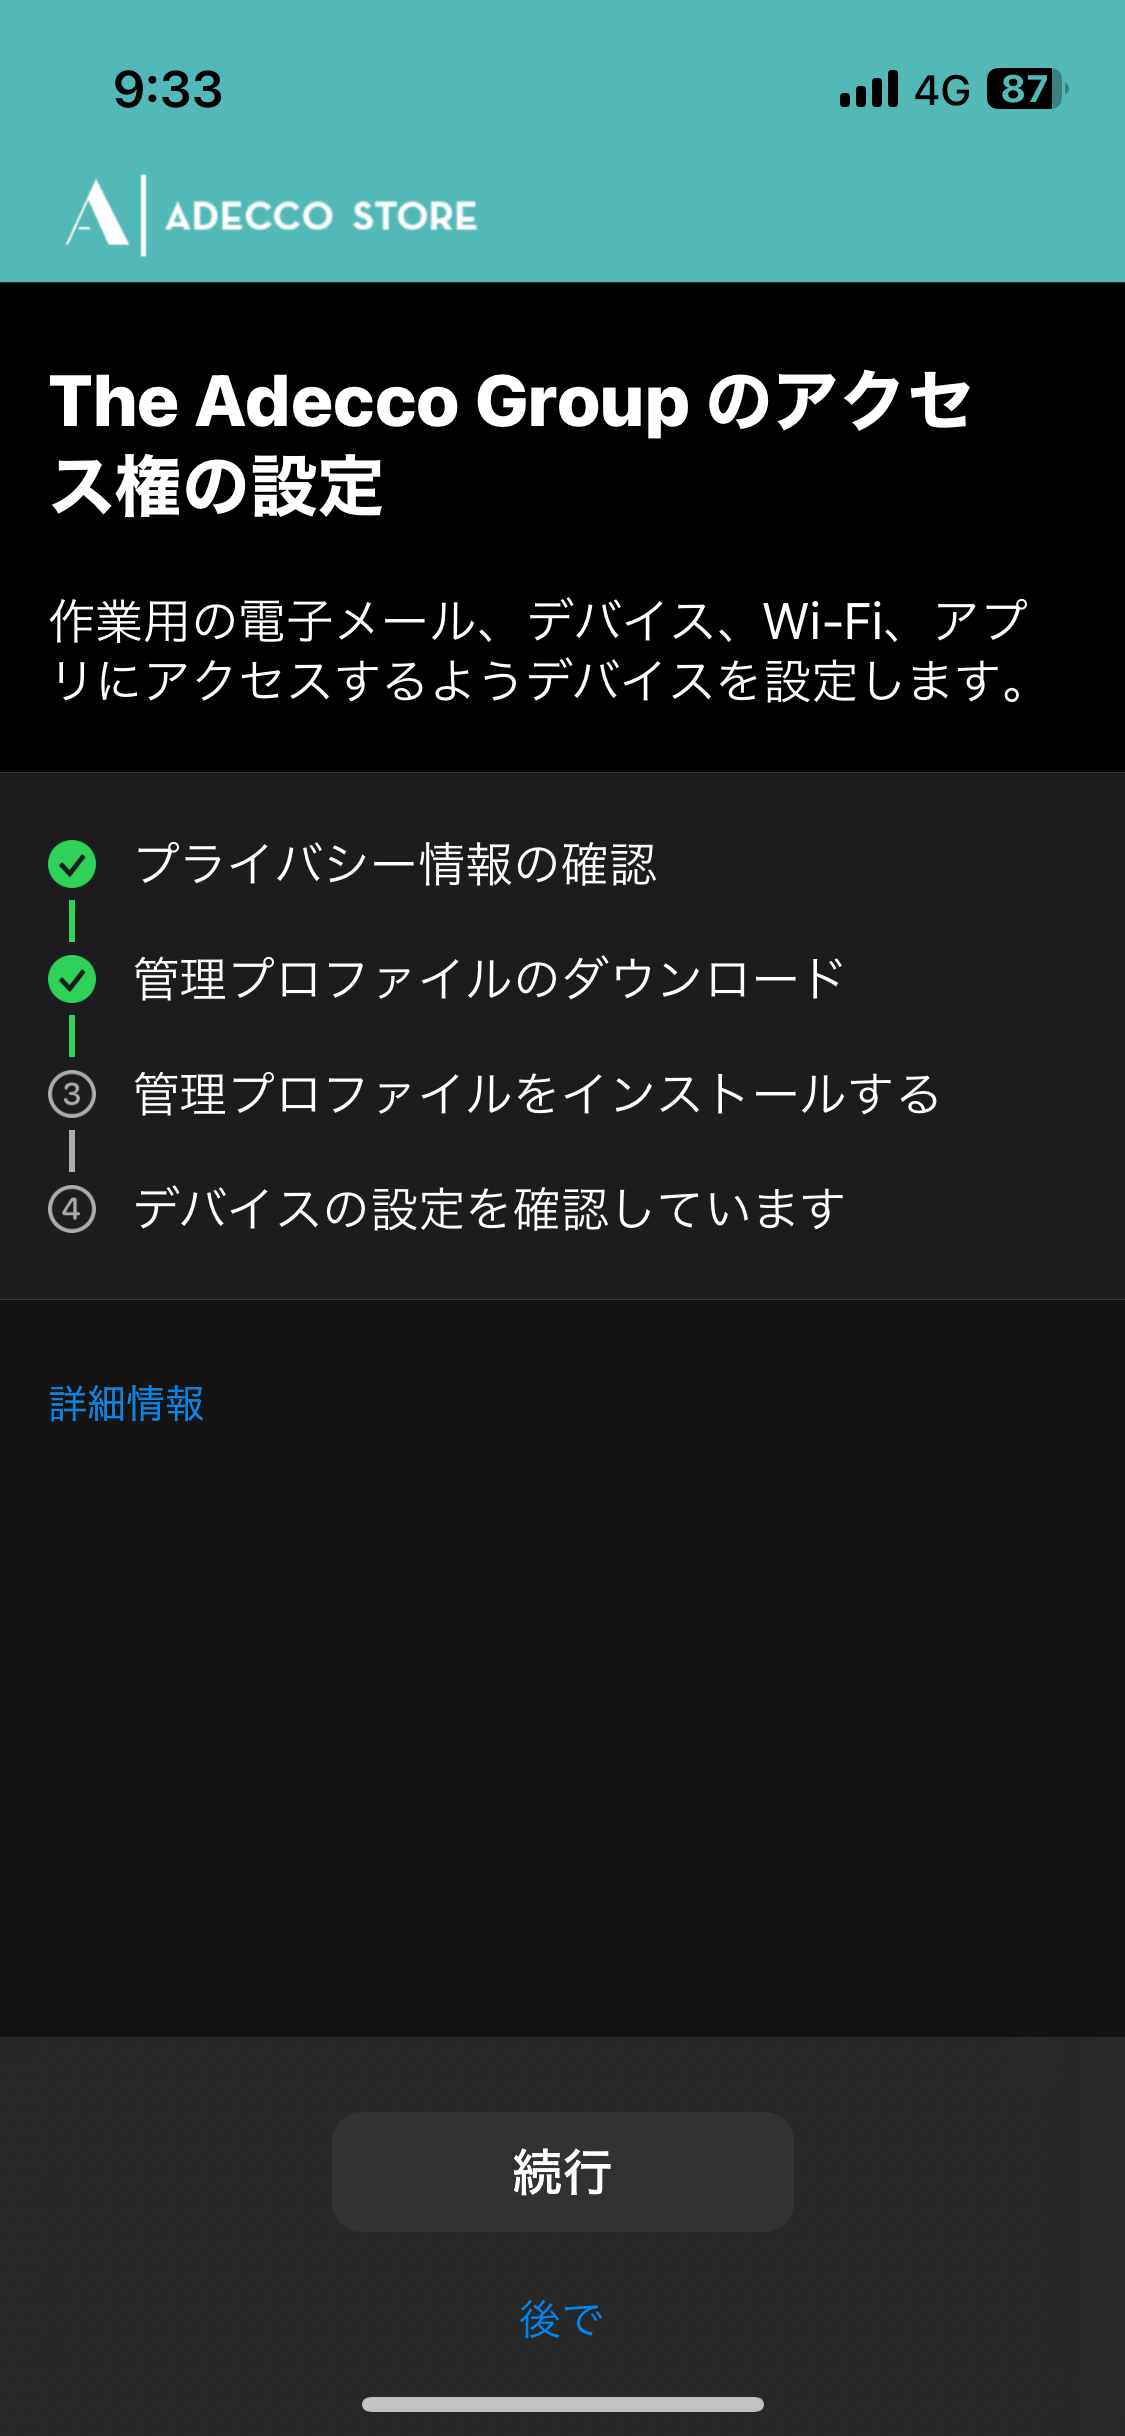 9:33
4G 87
A ADECCO STORE
The Adecco Group のアクセ
ス権の設定
作業用の電子メール、デバイス、Wi-Fi、アプ
リにアクセスするようデバイスを設定します。
プライバシー情報の確認
管理プロファイルのダウンロード
3 管理プロファイルをインストールする
4 デバイスの設定を確認しています
詳細情報
続行
後で